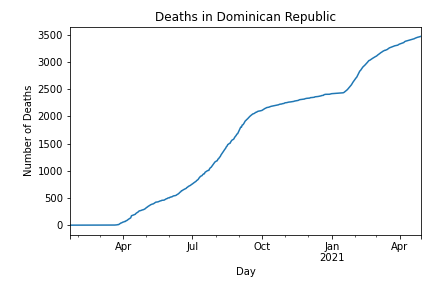 Deaths in Dominican Republic
Number of Deaths
3500
3000
2500
2000
1500
1000
500
0
Apr Jul Oct Jan Apr
2021
Day